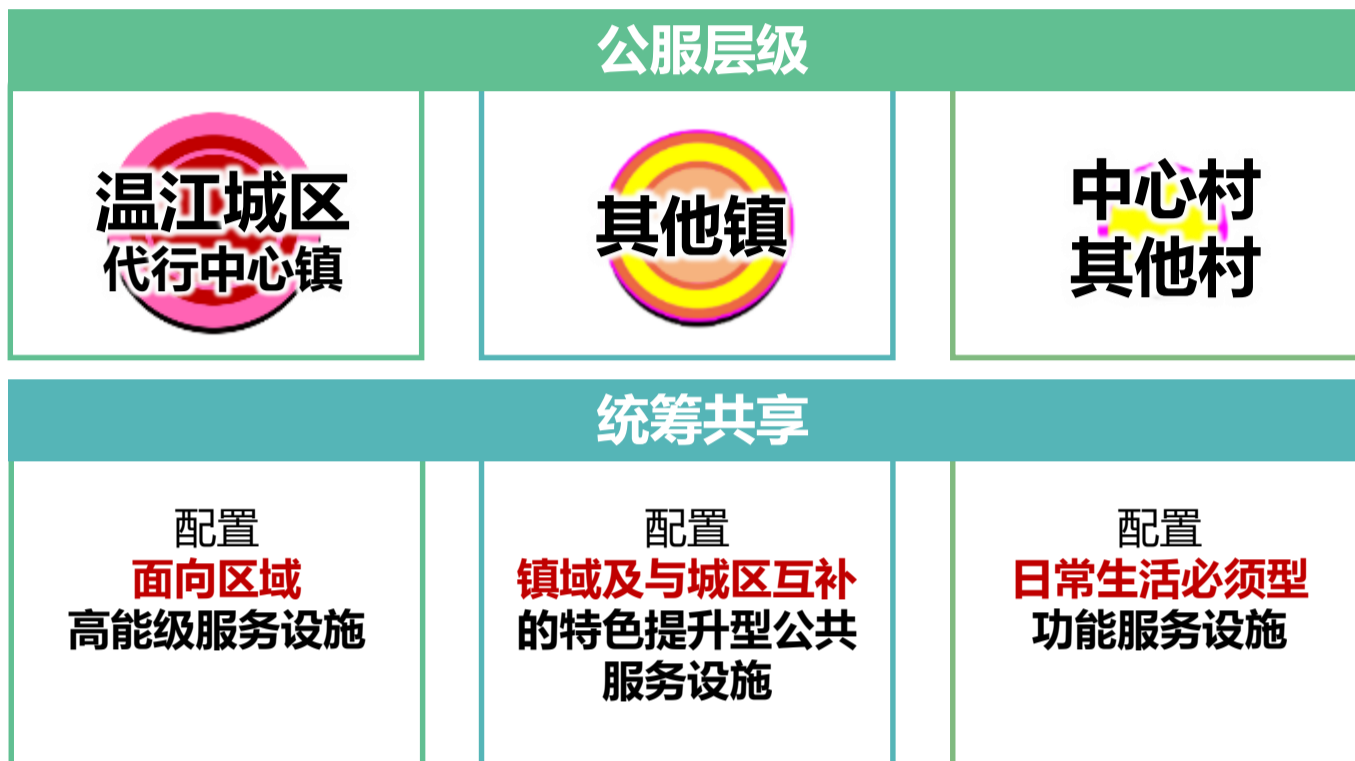 公服层级
温江城区
代行中心镇
其他镇
中心村
其他村
统筹共享
配置
面向区域
高能级服务设施
配置
镇域及与城区互补
的特色提升型公共
服务设施
配置
日常生活必须型
功能服务设施